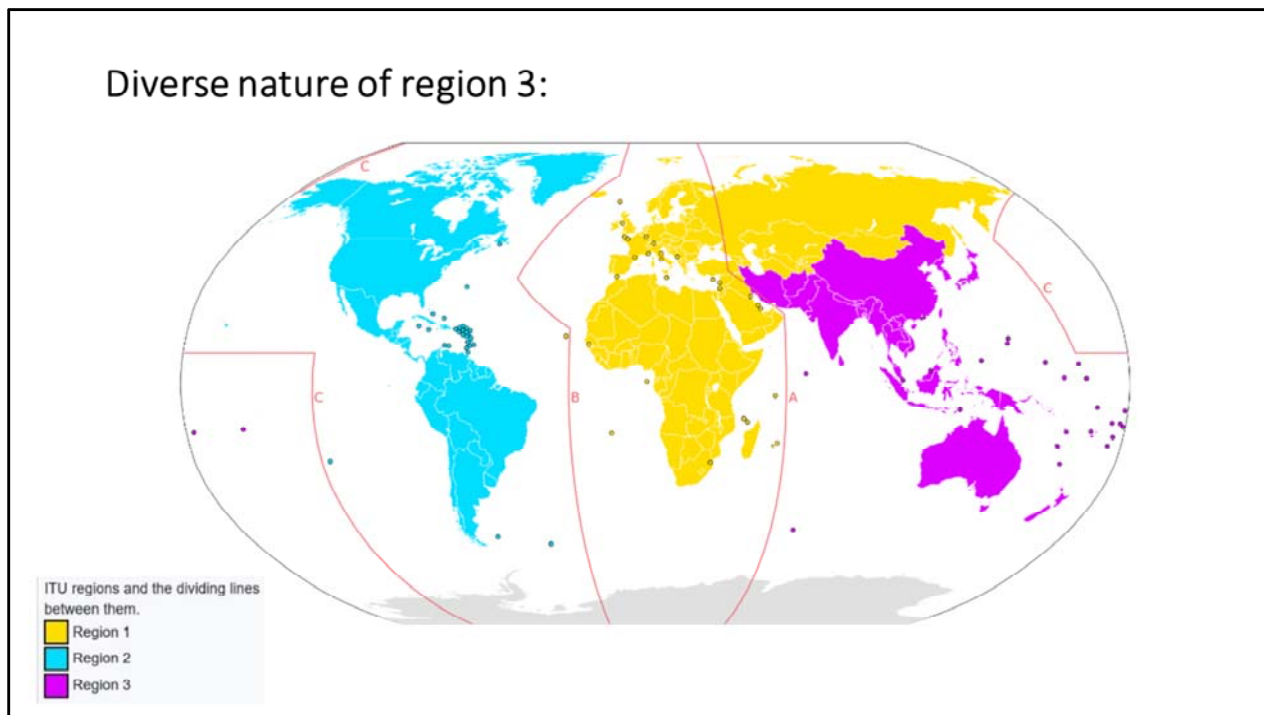 Diverse nature of region 3:
C
C
C
B
A
ITU regions and the dividing lines
between them.
Region 1
Region 2
Region 3